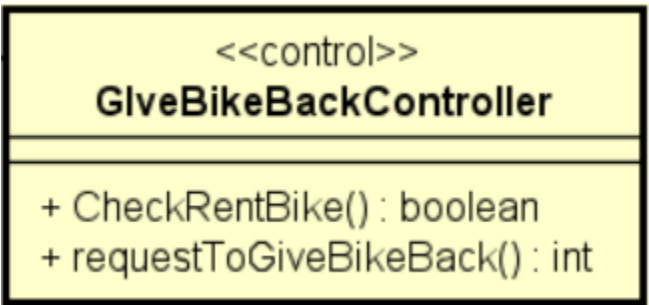 <<control>>
GIveBikeBackController
+ CheckRentBike() : boolean
+ requestToGiveBikeBack() : int